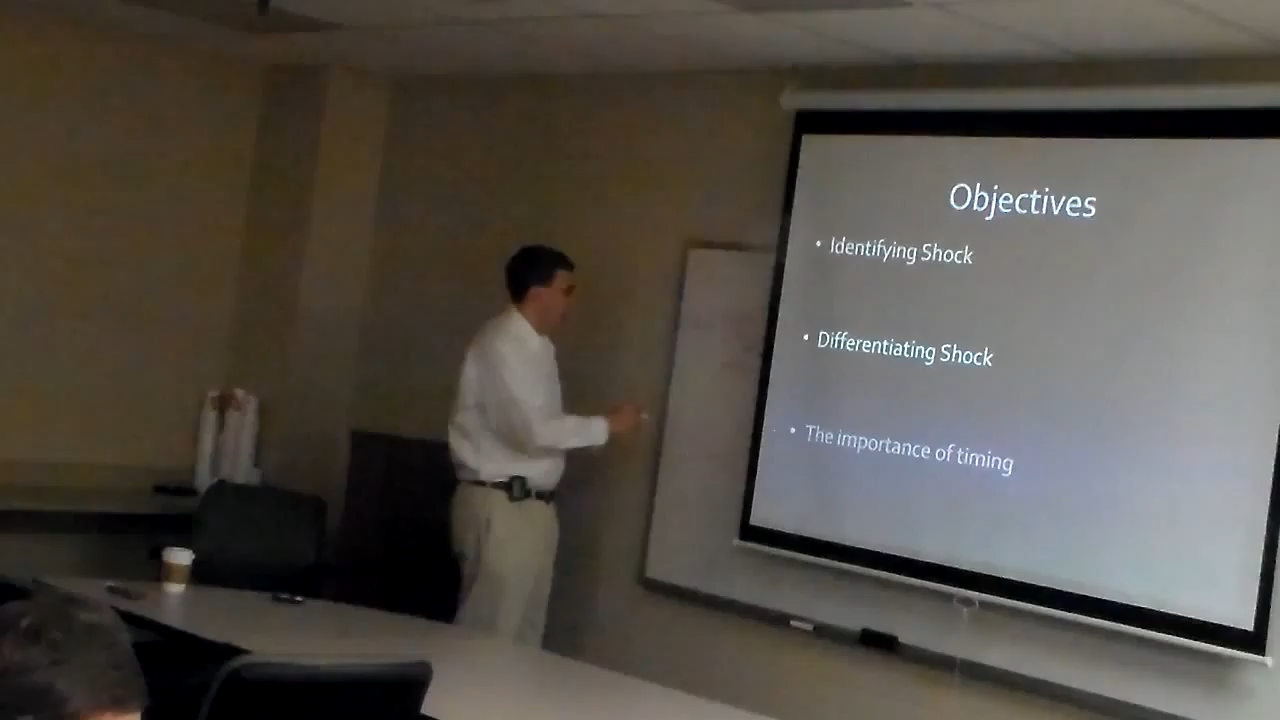 Objectives
• Identifying Shock
• Differentiating Shock
• The importance of timing